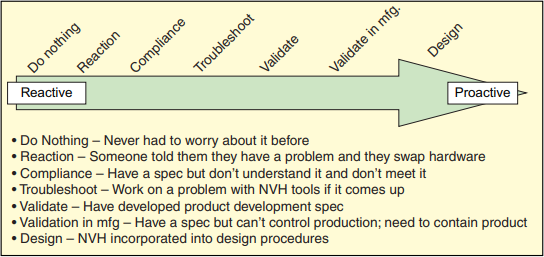 Do nothing
Reaction
Compliance
Troubleshoot
Validate
Validate in mfg.
Design
Reactive
Proactive
• Do Nothing – Never had to worry about it before
• Reaction – Someone told them they have a problem and they swap hardware
• Compliance – Have a spec but don't understand it and don't meet it
• Troubleshoot – Work on a problem with NVH tools if it comes up
• Validate – Have developed product development spec
• Validation in mfg – Have a spec but can't control production; need to contain product
• Design – NVH incorporated into design procedures